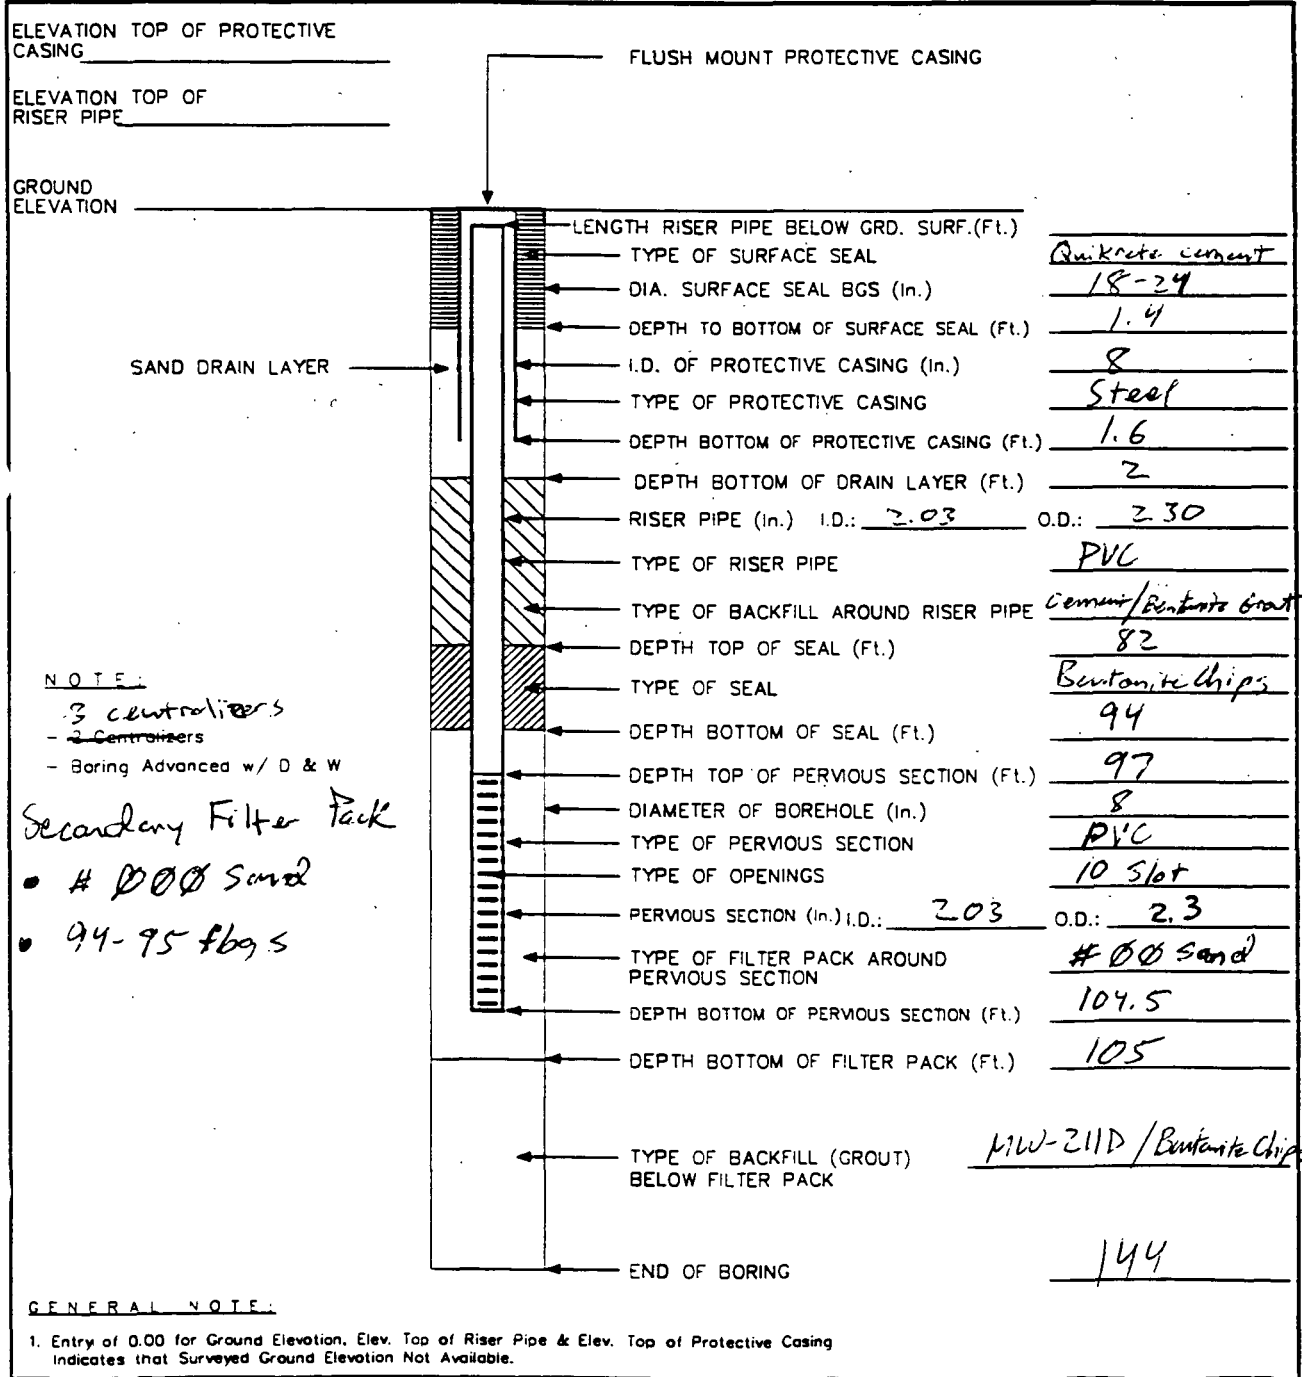 ELEVATION TOP OF PROTECTIVE
CASING
FLUSH MOUNT PROTECTIVE CASING
ELEVATION TOP OF
RISER PIPE
GROUND
ELEVATION
LENGTH RISER PIPE BELOW GRD. SURF.(Ft.)
TYPE OF SURFACE SEAL Quikrete cement
DIA. SURFACE SEAL BGS (In.) 18-24
DEPTH TO BOTTOM OF SURFACE SEAL (Ft.) 1.4
SAND DRAIN LAYER
I.D. OF PROTECTIVE CASING (In.) 8
TYPE OF PROTECTIVE CASING Steel
DEPTH BOTTOM OF PROTECTIVE CASING (Ft.) 1.6
DEPTH BOTTOM OF DRAIN LAYER (Ft.) 2
RISER PIPE (In.) I.D.: 2.03 O.D.: 2.30
TYPE OF RISER PIPE PVC
TYPE OF BACKFILL AROUND RISER PIPE Cement/Bentonite Grout
DEPTH TOP OF SEAL (Ft.) 82
TYPE OF SEAL Bentonite Chips
DEPTH BOTTOM OF SEAL (Ft.) 94
DEPTH TOP OF PERVIOUS SECTION (Ft.) 97
DIAMETER OF BOREHOLE (In.) 8
TYPE OF PERVIOUS SECTION PVC
TYPE OF OPENINGS 10 Slot
PERVIOUS SECTION (In.) I.D.: 2.03 O.D.: 2.3
TYPE OF FILTER PACK AROUND #00 Sand
PERVIOUS SECTION
DEPTH BOTTOM OF PERVIOUS SECTION (Ft.) 104.5
DEPTH BOTTOM OF FILTER PACK (Ft.) 105
TYPE OF BACKFILL (GROUT) MW-211D / Bentonite Chips
BELOW FILTER PACK
END OF BORING 144
NOTE:
3 centralizers
- 2 Centralizers
- Boring Advanced w/ D & W
Secondary Filter Pack
• # 000 Sand
• 94-95 fbgs
GENERAL NOTE:
1. Entry of 0.00 for Ground Elevation, Elev. Top of Riser Pipe & Elev. Top of Protective Casing
Indicates that Surveyed Ground Elevation Not Available.